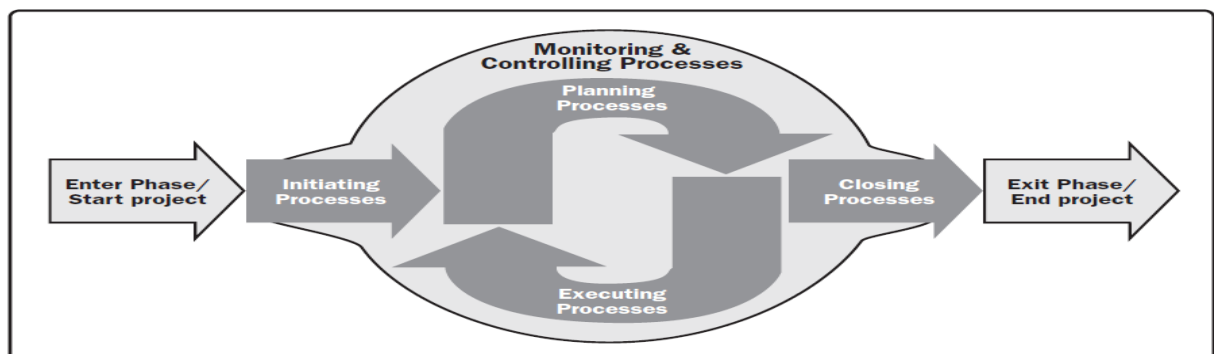 Monitoring &
Controlling Processes
Planning
Processes
Enter Phase/
Start project
Initiating
Processes
Closing
Processes
Exit Phase/
End project
Executing
Processes